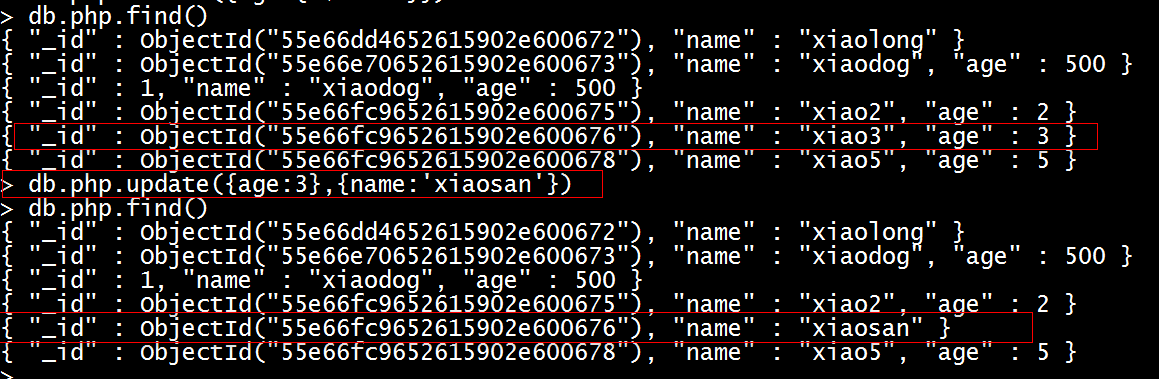 > db.php.find()
{ "_id" : ObjectId("55e66dd4652615902e600672"), "name" : "xiaolong" }
{ "_id" : ObjectId("55e66e70652615902e600673"), "name" : "xiaodog", "age" : 500 }
{ "_id" : 1, "name" : "xiaodog", "age" : 500 }
{ "_id" : ObjectId("55e66fc9652615902e600675"), "name" : "xiao2", "age" : 2 }
{ "_id" : ObjectId("55e66fc9652615902e600676"), "name" : "xiao3", "age" : 3 }
{ "_id" : ObjectId("55e66fc9652615902e600678"), "name" : "xiao5", "age" : 5 }
> db.php.update({age:3},{name:'xiaosan'})
> db.php.find()
{ "_id" : ObjectId("55e66dd4652615902e600672"), "name" : "xiaolong" }
{ "_id" : ObjectId("55e66e70652615902e600673"), "name" : "xiaodog", "age" : 500 }
{ "_id" : 1, "name" : "xiaodog", "age" : 500 }
{ "_id" : ObjectId("55e66fc9652615902e600675"), "name" : "xiao2", "age" : 2 }
{ "_id" : ObjectId("55e66fc9652615902e600676"), "name" : "xiaosan" }
{ "_id" : ObjectId("55e66fc9652615902e600678"), "name" : "xiao5", "age" : 5 }
>